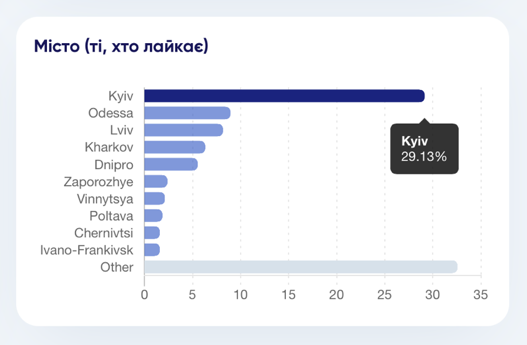 Місто (ті, хто лайкає)
Kyiv
Odessa
Lviv
Kharkov
Dnipro
Zaporozhye
Vinnytsya
Poltava
Chernivtsi
Ivano-Frankivsk
Other
Kyiv
29.13%
0 5 10 15 20 25 30 35